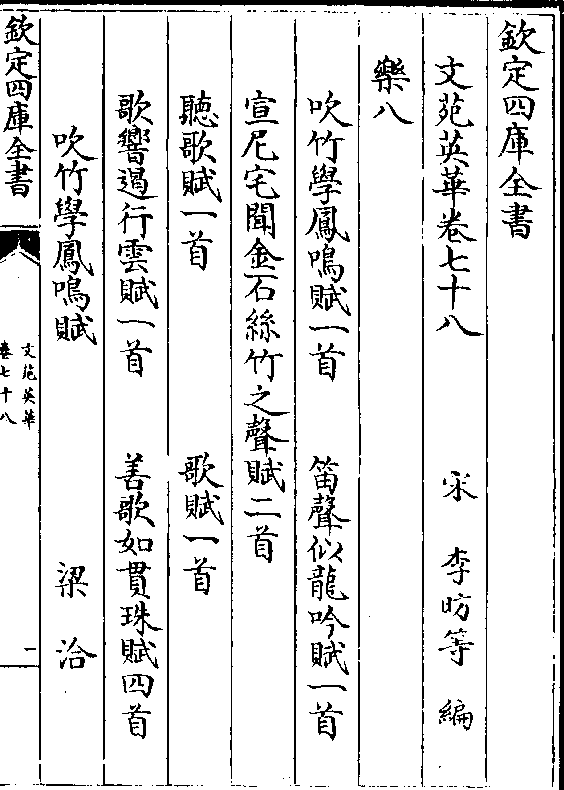 欽定四庫全書
文苑英華卷七十八 宋 李昉等 編
樂八
吹竹學鳳鳴賦一首 笛聲似龍吟賦一首
宣尼宅聞金石絲竹之聲賦二首
聽歌賦一首 歌賦一首
歌響遏行雲賦一首 善歌如貫珠賦四首
吹竹學鳳鳴賦 梁洽
欽定四庫全書
文苑英華
卷七十八
一